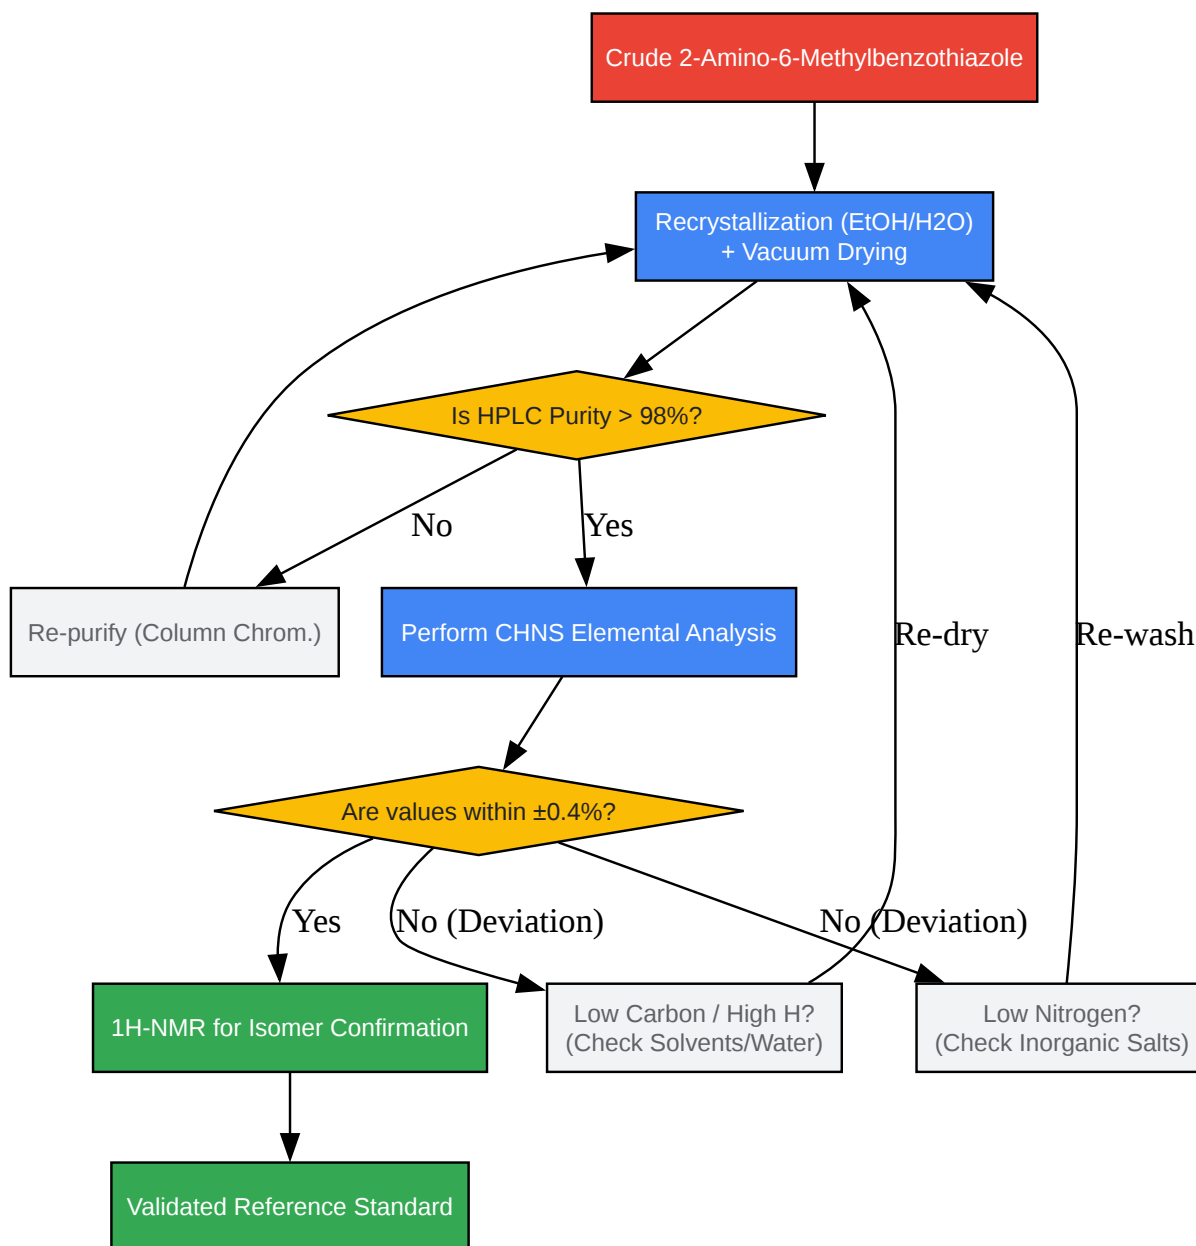 Crude 2-Amino-6-Methylbenzothiazole
Recrystallization (EtOH/H2O)
+ Vacuum Drying
Is HPLC Purity > 98%?
No
Yes
Re-purify (Column Chrom.)
Perform CHNS Elemental Analysis
Re-dry
Re-wash
Are values within ±0.4%?
Yes
No (Deviation)
No (Deviation)
1H-NMR for Isomer Confirmation
Low Carbon / High H?
(Check Solvents/Water)
Low Nitrogen?
(Check Inorganic Salts)
Validated Reference Standard